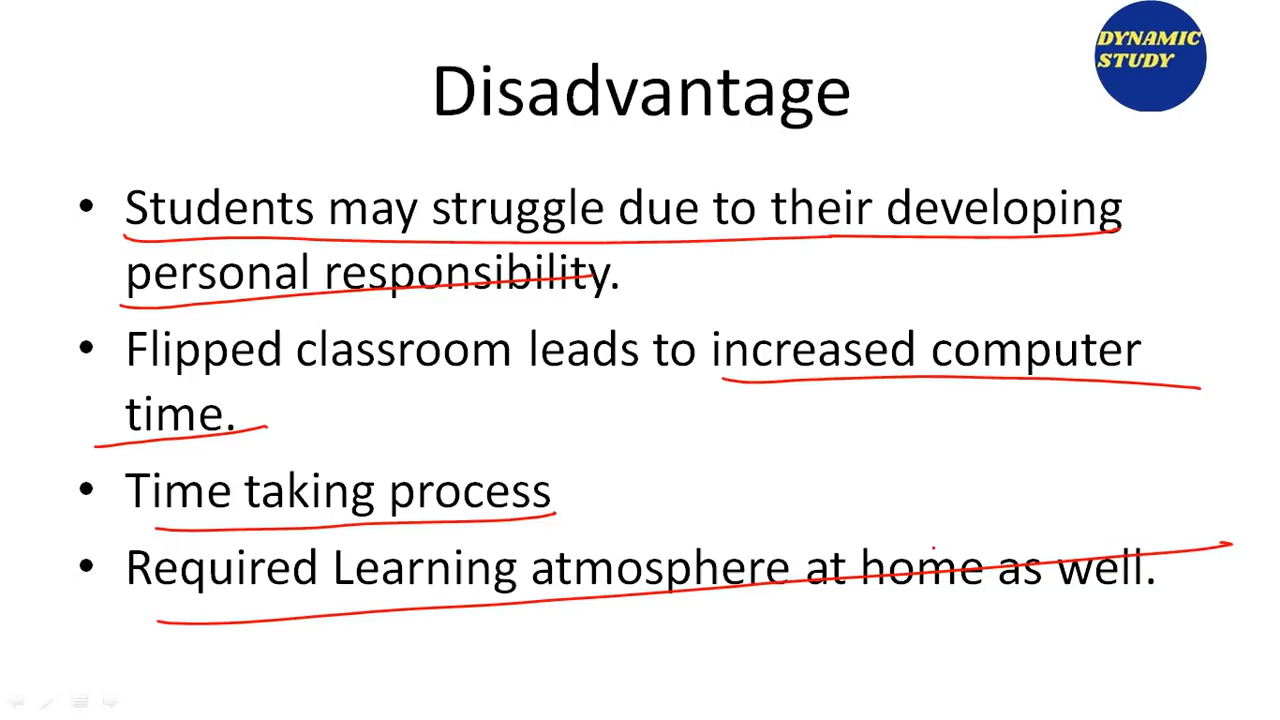 DYNAMIC
STUDY
Disadvantage
• Students may struggle due to their developing
personal responsibility.
• Flipped classroom leads to increased computer
time.
• Time taking process
• Required Learning atmosphere at home as well.